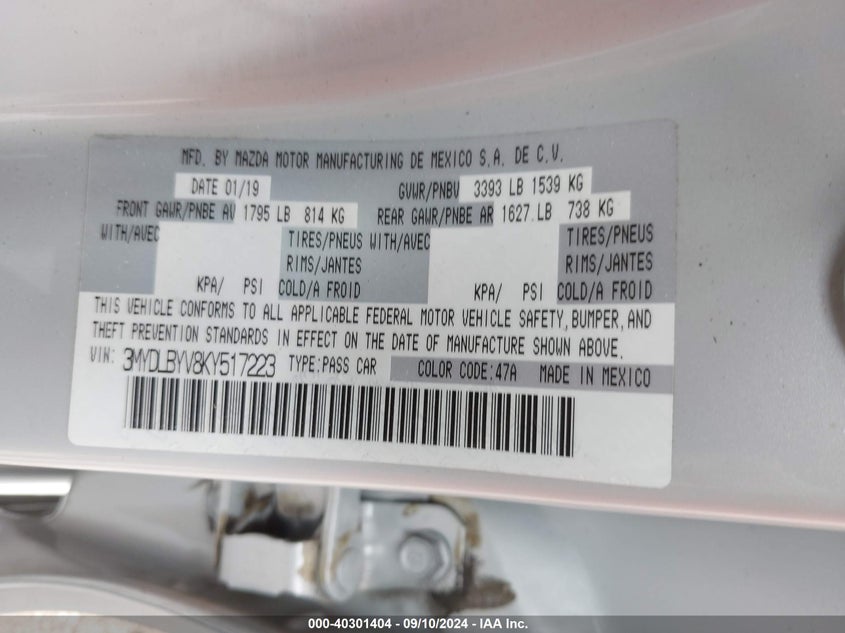 MFD. BY MAZDA MOTOR MANUFACTURING DE MEXICO S.A. DE C.V.
DATE 01/19 GVWR/PNBV 3393 LB 1539 KG
FRONT GAWR/PNBE AV 1795 LB 814 KG REAR GAWR/PNBE AR 1627 LB 738 KG
WITH/AVEC TIRES/PNEUS WITH/AVEC TIRES/PNEUS
RIMS/JANTES RIMS/JANTES
KPA/ PSI COLD/A FROID KPA/ PSI COLD/A FROID
THIS VEHICLE CONFORMS TO ALL APPLICABLE FEDERAL MOTOR VEHICLE SAFETY, BUMPER, AND
THEFT PREVENTION STANDARDS IN EFFECT ON THE DATE OF MANUFACTURE SHOWN ABOVE.
VIN: 3MYDLBYV8KY517223 TYPE:PASS CAR COLOR CODE:47A MADE IN MEXICO
000-40301404 — 09/10/2024 — IAA Inc.